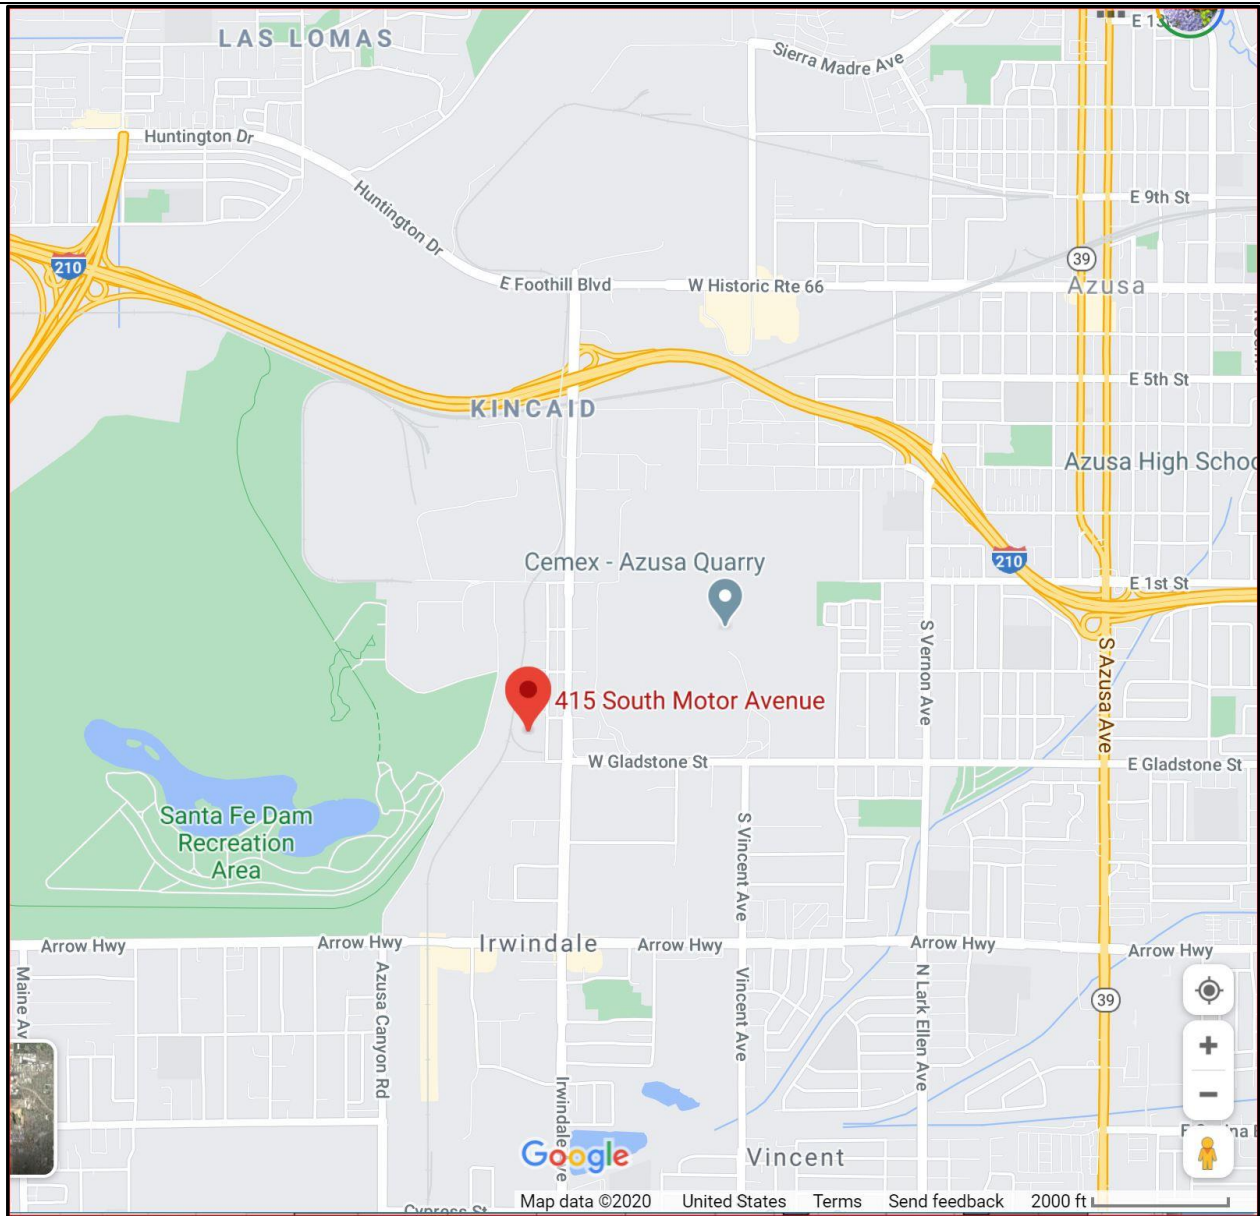 LAS LOMAS
Sierra Madre Ave
Huntington Dr
Huntington Dr
E 9th St
210
39
E Foothill Blvd
W Historic Rte 66
Azusa
E 5th St
KINCAID
Azusa High Schoo
Cemex - Azusa Quarry
210
E 1st St
S Vernon Ave
S Azusa Ave
415 South Motor Avenue
W Gladstone St
E Gladstone St
Santa Fe Dam
Recreation
Area
S Vincent Ave
Arrow Hwy
Arrow Hwy
Irwindale
Arrow Hwy
Arrow Hwy
Arrow Hwy
Maine Av
Azusa Canyon Rd
Vincent Ave
N Lark Ellen Ave
39
Irwindale Ave
Google
Vincent
Map data ©2020 United States Terms Send feedback 2000 ft
Cypress St